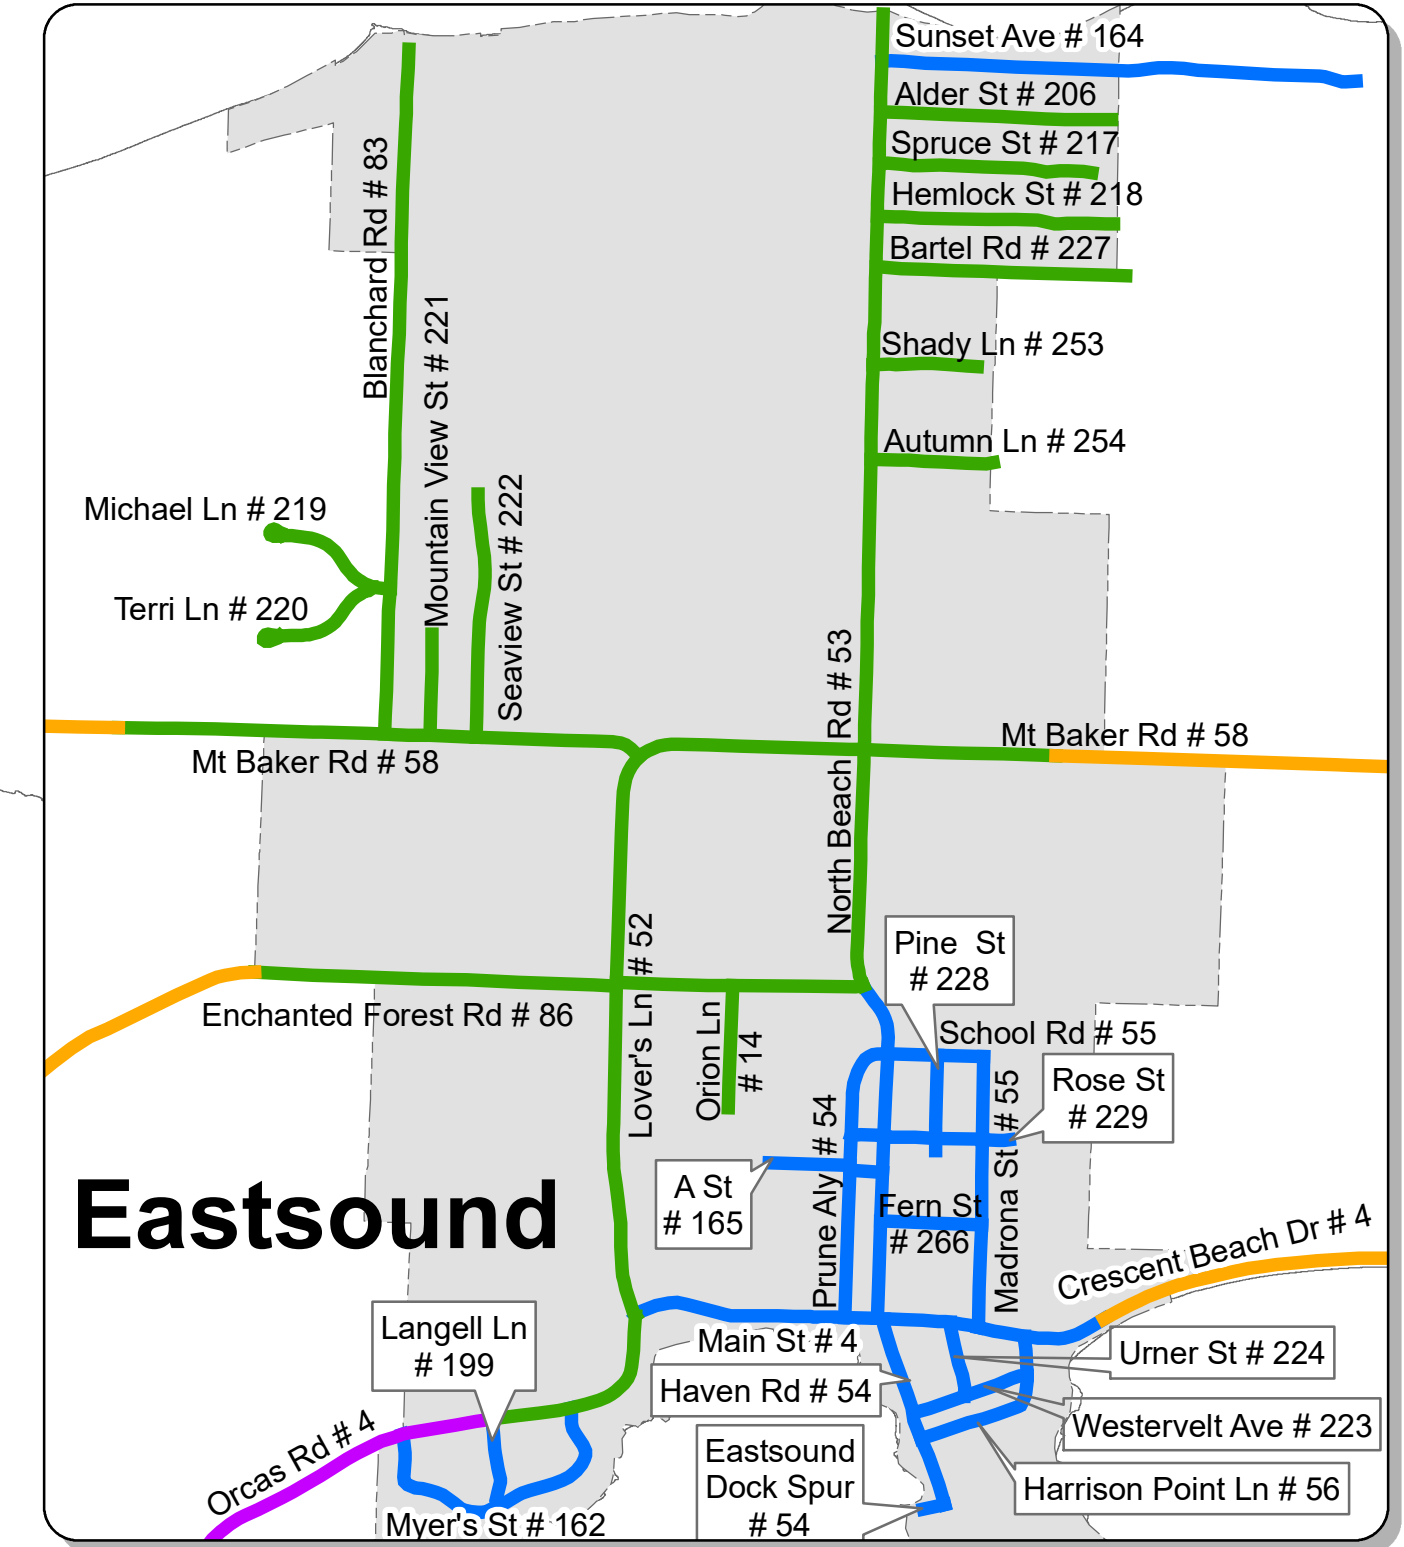 Sunset Ave # 164
Alder St # 206
Spruce St # 217
Hemlock St # 218
Bartel Rd # 227
Blanchard Rd # 83
Mountain View St # 221
Shady Ln # 253
Autumn Ln # 254
Michael Ln # 219
Seaview St # 222
Terri Ln # 220
North Beach Rd # 53
Mt Baker Rd # 58
Mt Baker Rd # 58
Lover's Ln # 52
Pine St
# 228
Enchanted Forest Rd # 86
Orion Ln
# 14
School Rd # 55
Rose St
# 229
Prune Aly # 54
Madrona St # 55
A St
# 165
Fern St
# 266
Eastsound
Crescent Beach Dr # 4
Langell Ln
# 199
Main St # 4
Urner St # 224
Haven Rd # 54
Westervelt Ave # 223
Orcas Rd # 4
Eastsound
Dock Spur
# 54
Harrison Point Ln # 56
Myer's St # 162